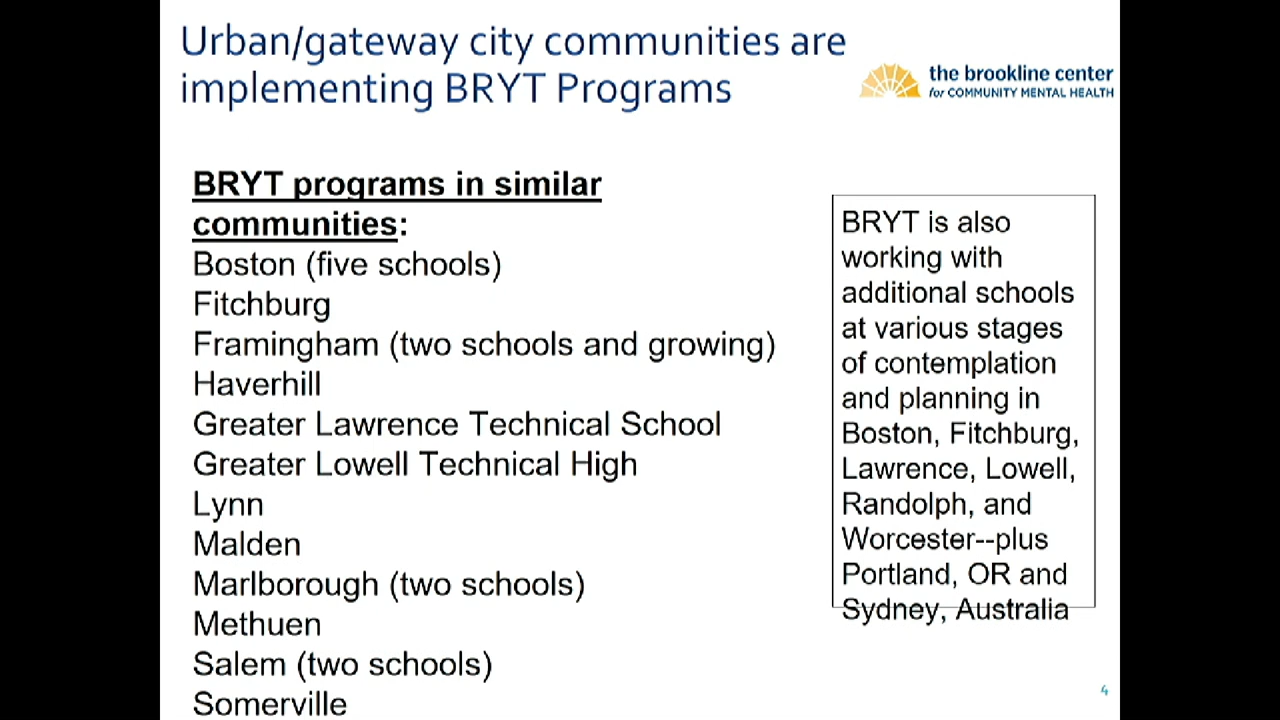 Urban/gateway city communities are
implementing BRYT Programs
the brookline center
for COMMUNITY MENTAL HEALTH
BRYT programs in similar
communities:
Boston (five schools)
Fitchburg
Framingham (two schools and growing)
Haverhill
Greater Lawrence Technical School
Greater Lowell Technical High
Lynn
Malden
Marlborough (two schools)
Methuen
Salem (two schools)
Somerville
BRYT is also
working with
additional schools
at various stages
of contemplation
and planning in
Boston, Fitchburg,
Lawrence, Lowell,
Randolph, and
Worcester--plus
Portland, OR and
Sydney, Australia
4